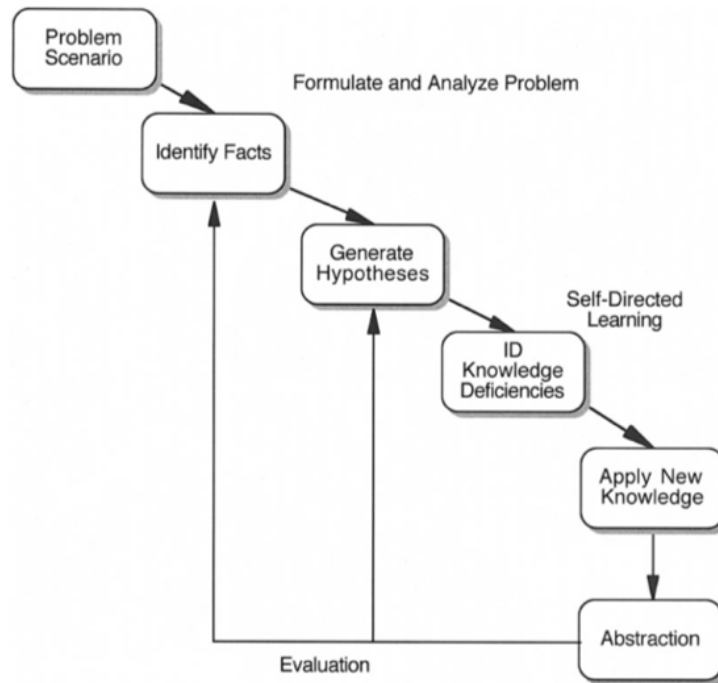 Problem
Scenario
Formulate and Analyze Problem
Identify Facts
Generate
Hypotheses
Self-Directed
Learning
ID
Knowledge
Deficiencies
Apply New
Knowledge
Abstraction
Evaluation